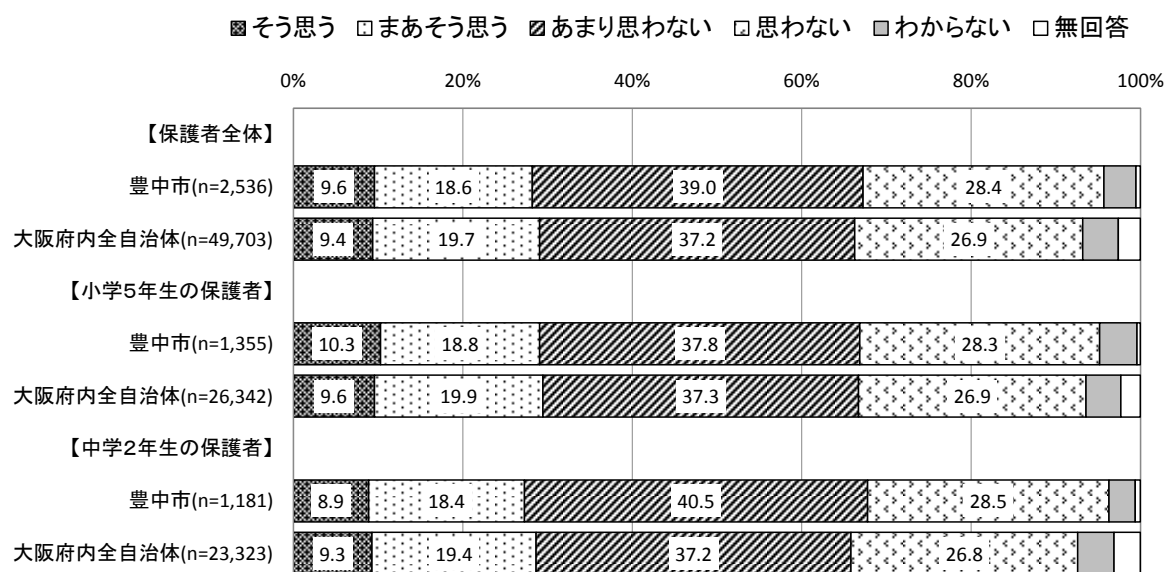 そう思う まあそう思う あまり思わない 思わない わからない 無回答
0% 20% 40% 60% 80% 100%
【保護者全体】
豊中市(n=2,536) 9.6 18.6 39.0 28.4
大阪府内全自治体(n=49,703) 9.4 19.7 37.2 26.9
【小学5年生の保護者】
豊中市(n=1,355) 10.3 18.8 37.8 28.3
大阪府内全自治体(n=26,342) 9.6 19.9 37.3 26.9
【中学2年生の保護者】
豊中市(n=1,181) 8.9 18.4 40.5 28.5
大阪府内全自治体(n=23,323) 9.3 19.4 37.2 26.8